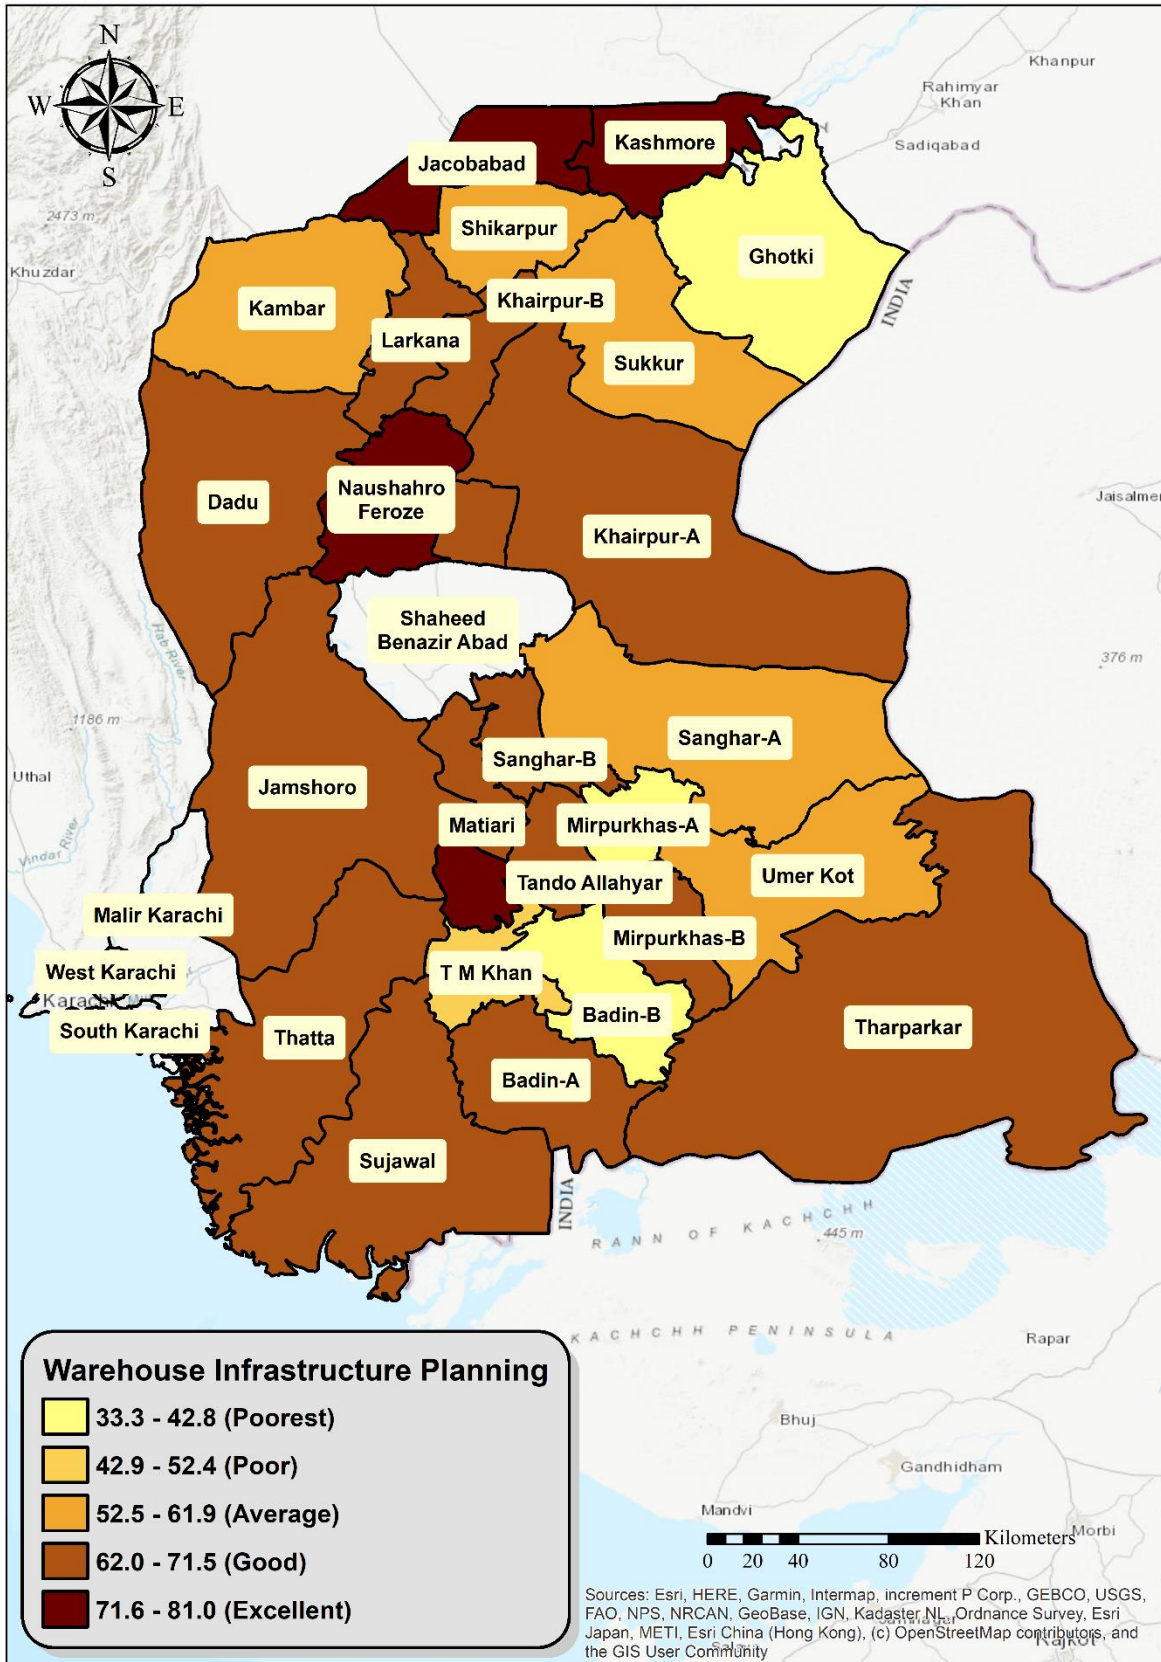 N
W
E
S
Khanpur
Rahimyar
Khan
Sadiqabad
Kashmore
Jacobabad
2473 m
Shikarpur
Ghotki
Khuzdar
Kambar
Khairpur-B
INDIA
Larkana
Sukkur
Naushahro
Feroze
Dadu
Jaisalmer
Khairpur-A
Shaheed
Benazir Abad
Hab River
376 m
1186 m
Sanghar-A
Sanghar-B
Uthal
Jamshoro
Matiari
Mirpurkhas-A
Vindar River
Tando Allahyar
Umer Kot
Malir Karachi
Mirpurkhas-B
West Karachi
T M Khan
Karachi
South Karachi
Badin-B
Thatta
Tharparkar
Badin-A
Sujawal
INDIA
RANN OF KACHCHH
445 m
KACHCHH PENINSULA
Rapar
Warehouse Infrastructure Planning
33.3 - 42.8 (Poorest)
42.9 - 52.4 (Poor)
52.5 - 61.9 (Average)
62.0 - 71.5 (Good)
71.6 - 81.0 (Excellent)
Bhuj
Gandhidham
Mandvi
Morbi
Kilometers
0 20 40 80 120
Sources: Esri, HERE, Garmin, Intermap, increment P Corp., GEBCO, USGS,
FAO, NPS, NRCAN, GeoBase, IGN, Kadaster NL, Ordnance Survey, Esri
Japan, METI, Esri China (Hong Kong), (c) OpenStreetMap contributors, and
the GIS User Community
Rajkot